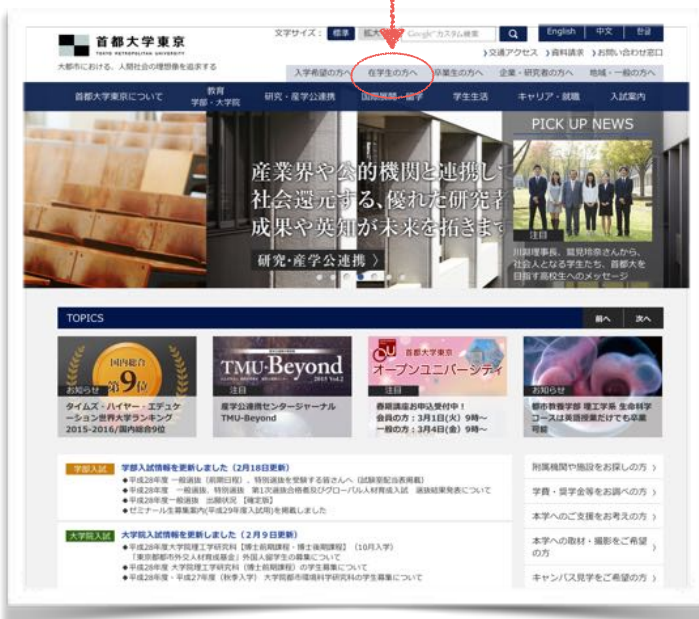 首都大学東京
TOKYO METROPOLITAN UNIVERSITY
大都市における、人間社会の理想像を追求する
文字サイズ： 標準 拡大
Google™ カスタム検索
English 中文 한글
交通アクセス 資料請求 お問い合わせ窓口
入学希望の方へ 在学生の方へ 卒業生の方へ 企業・研究者の方へ 地域・一般の方へ
首都大学東京について
教育
学部・大学院
研究・産学公連携 国際展開・留学 学生生活 キャリア・就職 入試案内
産業界や公的機関と連携して
社会還元する、優れた研究者
成果や英知が未来を拓きます
研究・産学公連携 〉
PICK UP NEWS
注目
川淵理事長、鷲見玲奈さんから、
社会人となる学生たち、首都大を
目指す高校生へのメッセージ
TOPICS
前へ 次へ
国内総合
第9位
お知らせ
タイムズ・ハイヤー・エデュケ
ーション世界大学ランキング
2015-2016/国内総合9位
TMU-Beyond
2015 Vol.2
注目
産学公連携センタージャーナル
TMU-Beyond
OU 首都大学東京
オープンユニバーシティ
注目
春期講座お申込受付中！
会員の方：3月1日(火) 9時～
一般の方：3月4日(金) 9時～
お知らせ
都市教養学部 理工学系 生命科学
コースは英語授業だけでも卒業
可能
学部入試 学部入試情報を更新しました（2月18日更新）
◆平成28年度 一般選抜（前期日程）、特別選抜を受験する皆さんへ（試験室配当表掲載）
◆平成28年度 一般選抜、特別選抜 第1次選抜合格者及びグローバル人材育成入試 選抜結果発表について
◆平成28年度一般選抜 出願状況 【確定版】
◆ゼミナール生募集案内(平成29年度入試用)を掲載しました
大学院入試 大学院入試情報を更新しました（2月9日更新）
◆平成28年度大学院理工学研究科【博士前期課程・博士後期課程】（10月入学）
「東京都都市外交人材育成基金」外国人留学生の募集について
◆平成28年度 大学院理工学研究科（博士前期課程）の学生募集について
◆平成28年度・平成27年度（秋季入学） 大学院都市環境科学研究科の学生募集について
附属機関や施設をお探しの方 〉
学費・奨学金等をお調べの方 〉
本学へのご支援をお考えの方 〉
本学への取材・撮影をご希望
の方 〉
キャンパス見学をご希望の方 〉